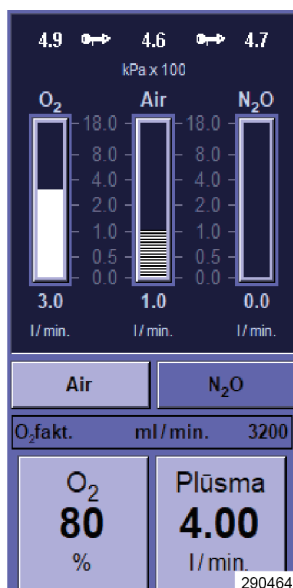 4.9 4.6 4.7
kPa x 100
O₂ Air N₂O
18.0 18.0
8.0 8.0
4.0 4.0
2.0 2.0
1.0 1.0
0.5 0.5
0.0 0.0
3.0 1.0 0.0
l/min. l/min. l/min.
Air N₂O
O₂fakt. ml/min. 3200
O₂ Plūsma
80 4.00
% l/min.
290464